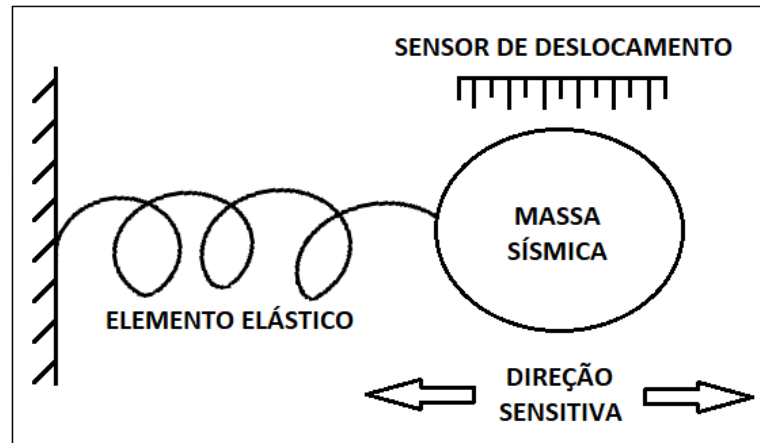 SENSOR DE DESLOCAMENTO
MASSA
SÍSMICA
ELEMENTO ELÁSTICO
DIREÇÃO
SENSITIVA